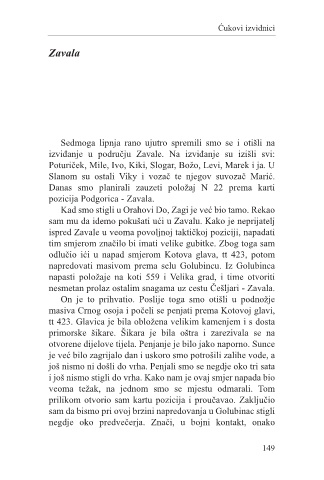 Ćukovi izvidnici
Zavala
Sedmoga lipnja rano ujutro spremili smo se i otišli na
izviđanje u području Zavale. Na izviđanje su izišli svi:
Poturiček, Mile, Ivo, Kiki, Slogar, Božo, Levi, Marek i ja. U
Slanom su ostali Viky i vozač te njegov suvozač Marić.
Danas smo planirali zauzeti položaj N 22 prema karti
pozicija Podgorica - Zavala.
Kad smo stigli u Orahovi Do, Zagi je već bio tamo. Rekao
sam mu da idemo pokušati ući u Zavalu. Kako je neprijatelj
ispred Zavale u veoma povoljnoj taktičkoj poziciji, napadati
tim smjerom značilo bi imati velike gubitke. Zbog toga sam
odlučio ići u napad smjerom Kotova glava, tt 423, potom
napredovati masivom prema selu Golubincu. Iz Golubinca
napasti položaje na koti 559 i Velika grad, i time otvoriti
nesmetan prolaz ostalim snagama uz cestu Češljari - Zavala.
On je to prihvatio. Poslije toga smo otišli u podnožje
masiva Crnog osoja i počeli se penjati prema Kotovoj glavi,
tt 423. Glavica je bila obložena velikim kamenjem i s dosta
primorske šikare. Šikara je bila oštra i zarezivala se na
otvorene dijelove tijela. Penjanje je bilo jako naporno. Sunce
je već bilo zagrijalo dan i uskoro smo potrošili zalihe vode, a
još nismo ni došli do vrha. Penjali smo se negdje oko tri sata
i još nismo stigli do vrha. Kako nam je ovaj smjer napada bio
veoma težak, na jednom smo se mjestu odmarali. Tom
prilikom otvorio sam kartu pozicija i proučavao. Zaključio
sam da bismo pri ovoj brzini napredovanja u Golubinac stigli
negdje oko predvečerja. Znači, u bojni kontakt, onako
149